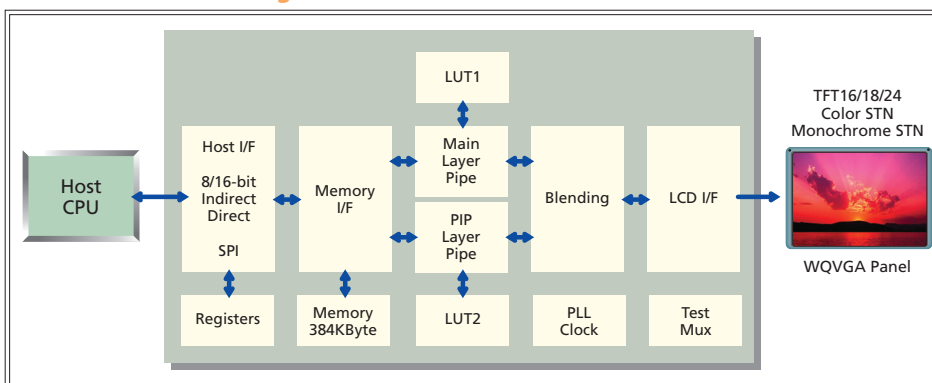 LUT1
TFT16/18/24
Color STN
Monochrome STN
Host
CPU
Host I/F
8/16-bit
Indirect
Direct
SPI
Memory
I/F
Main
Layer
Pipe
PIP
Layer
Pipe
Blending
LCD I/F
WQVGA Panel
Registers
Memory
384KByte
LUT2
PLL
Clock
Test
Mux